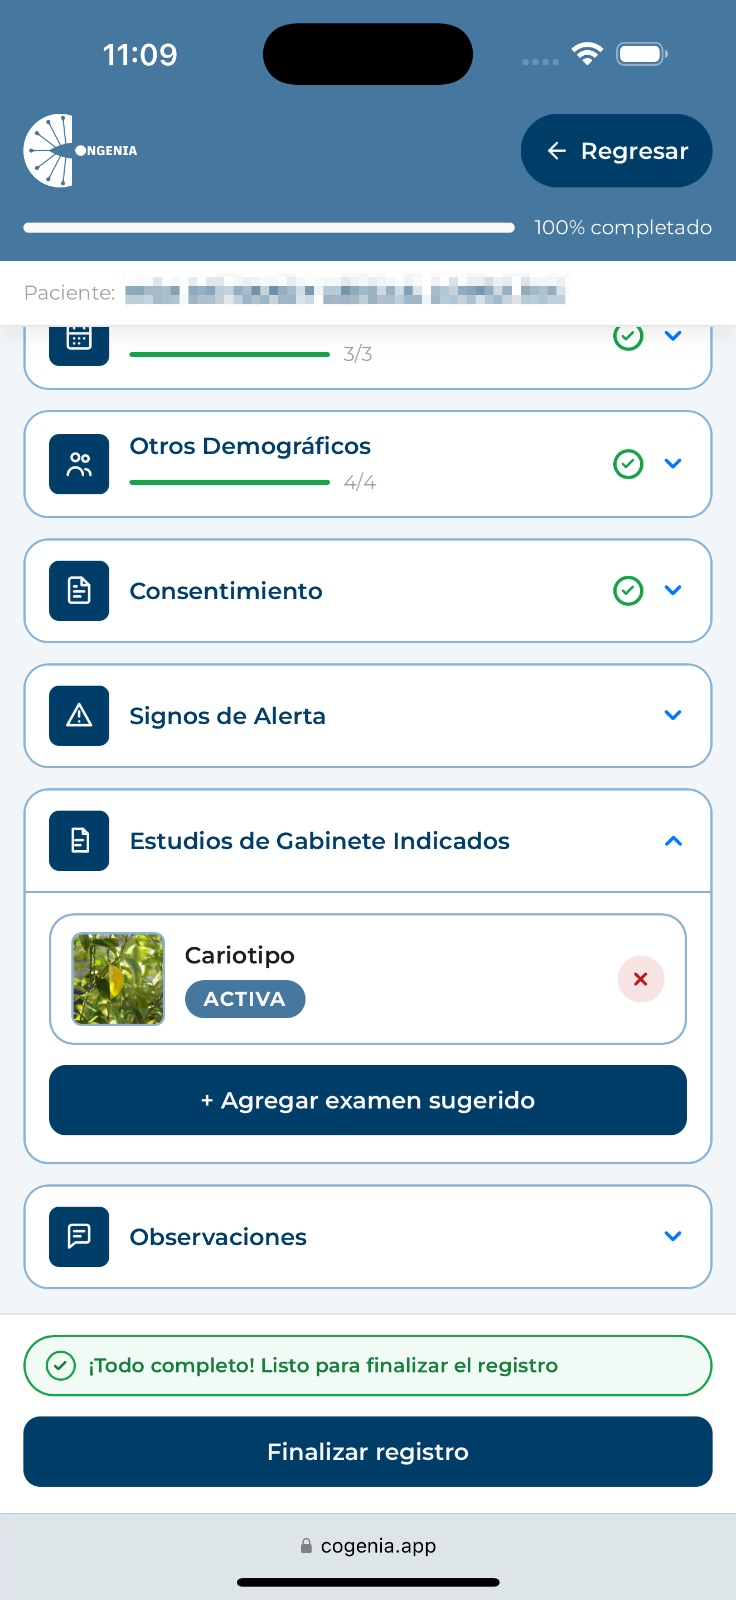 11:09
ONGENIA
← Regresar
100% completado
Paciente:
3/3
Otros Demográficos
4/4
Consentimiento
Signos de Alerta
Estudios de Gabinete Indicados
Cariotipo
ACTIVA
+ Agregar examen sugerido
Observaciones
¡Todo completo! Listo para finalizar el registro
Finalizar registro
cogenia.app